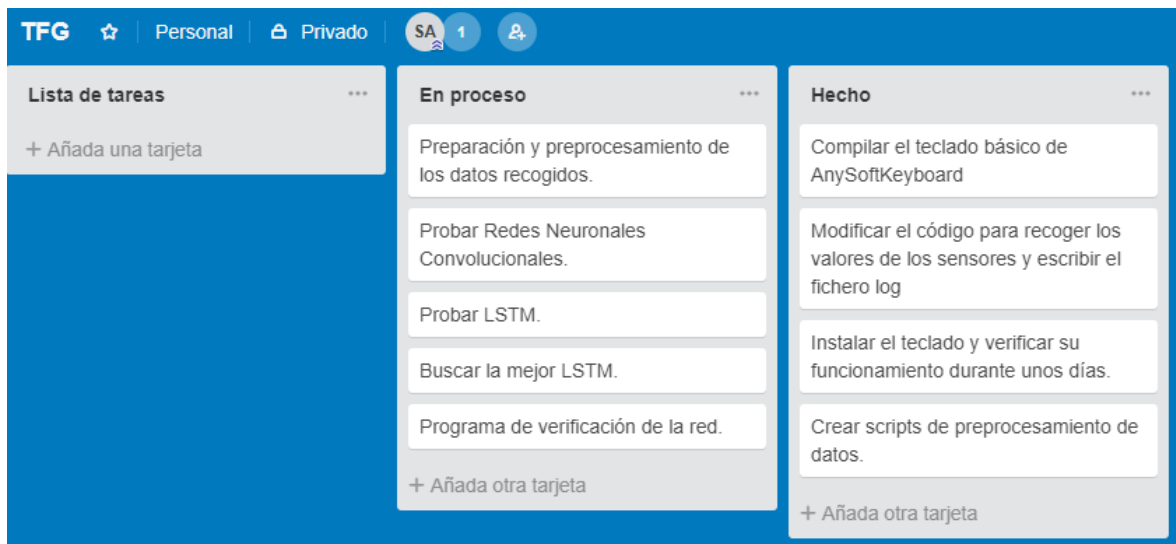 TFG Personal Privado SA 1
Lista de tareas
+ Añada una tarjeta
En proceso
Preparación y preprocesamiento de
los datos recogidos.
Probar Redes Neuronales
Convolucionales.
Probar LSTM.
Buscar la mejor LSTM.
Programa de verificación de la red.
+ Añada otra tarjeta
Hecho
Compilar el teclado básico de
AnySoftKeyboard
Modificar el código para recoger los
valores de los sensores y escribir el
fichero log
Instalar el teclado y verificar su
funcionamiento durante unos días.
Crear scripts de preprocesamiento de
datos.
+ Añada otra tarjeta